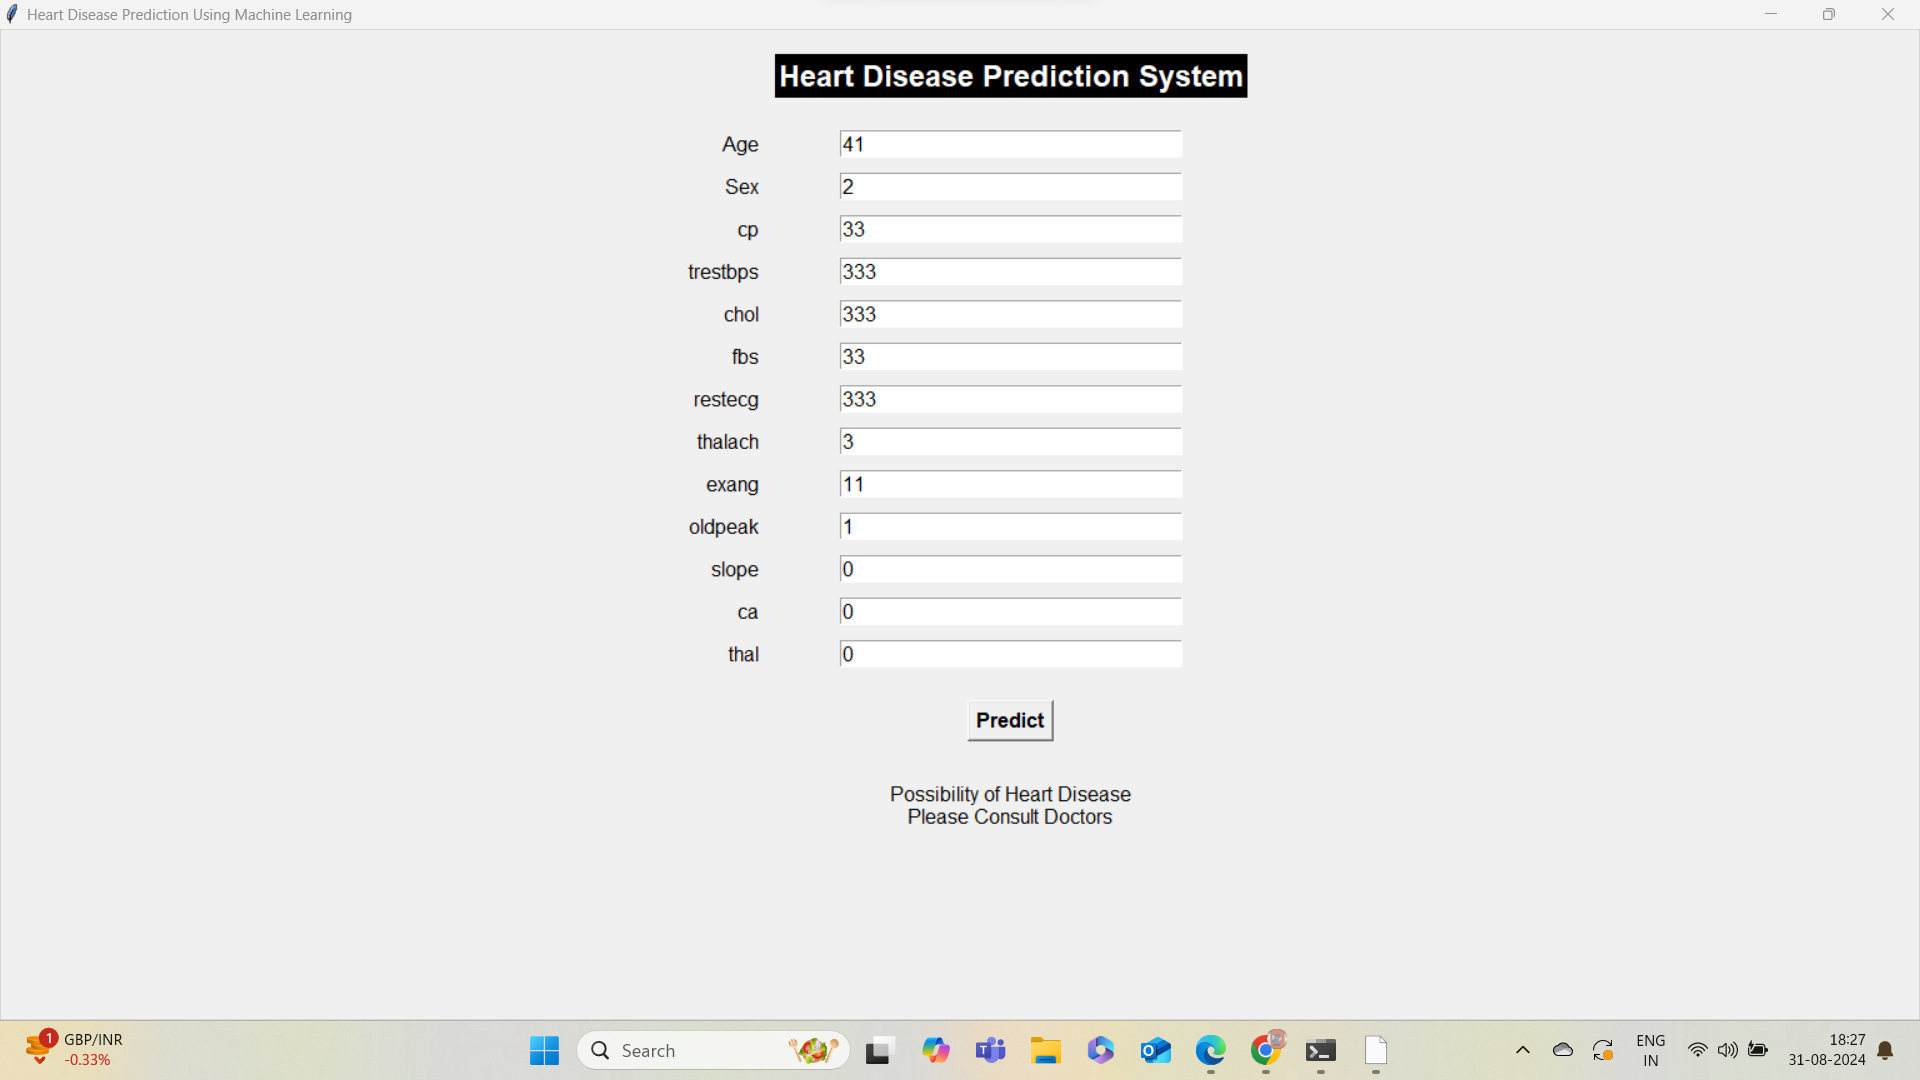 Heart Disease Prediction Using Machine Learning
Heart Disease Prediction System
Age 41
Sex 2
cp 33
trestbps 333
chol 333
fbs 33
restecg 333
thalach 3
exang 11
oldpeak 1
slope 0
ca 0
thal 0
Predict
Possibility of Heart Disease
Please Consult Doctors
1 GBP/INR
-0.33%
Search
ENG
IN
18:27
31-08-2024